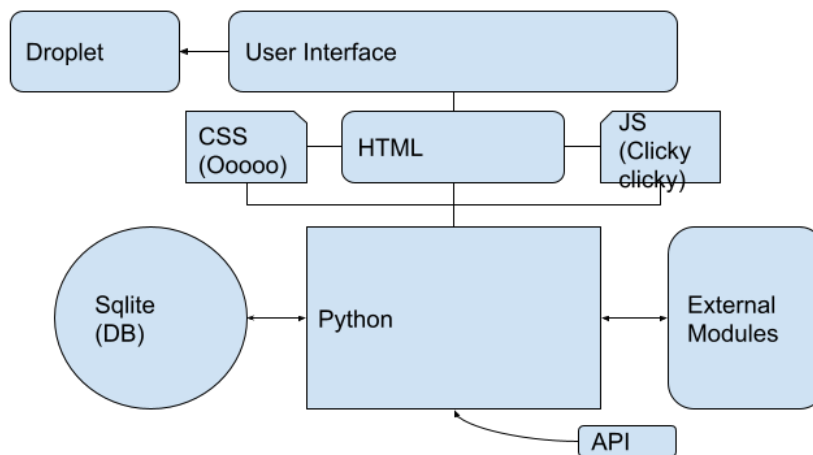 Droplet
User Interface
CSS
(Ooooo)
HTML
JS
(Clicky
clicky)
Sqlite
(DB)
Python
External
Modules
API